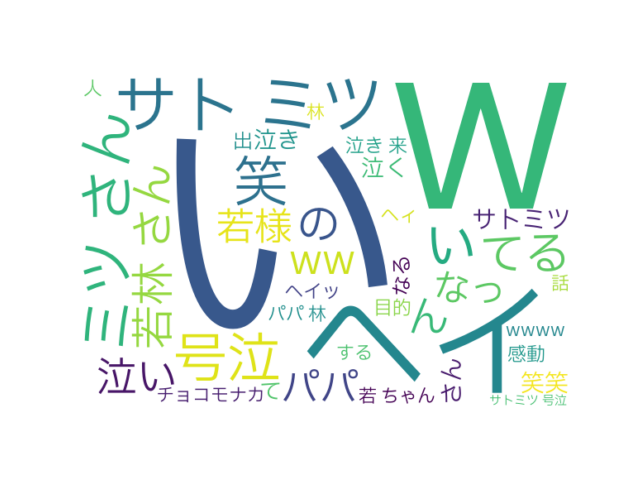 人
サトミツ
林
w
ミツ さん
若林 さん
い
出泣き
泣き 来
笑
泣く
若様
の
ヘィ
サトミツ
ww
い
てる
なる
ヘイッ
なっ
話
パパ 林
目的
ん
ヘイ
wwww
号泣
する
感動
泣い
て
パパ
さん
笑笑
チョコモナカ
若 ちゃん
サトミツ 号泣